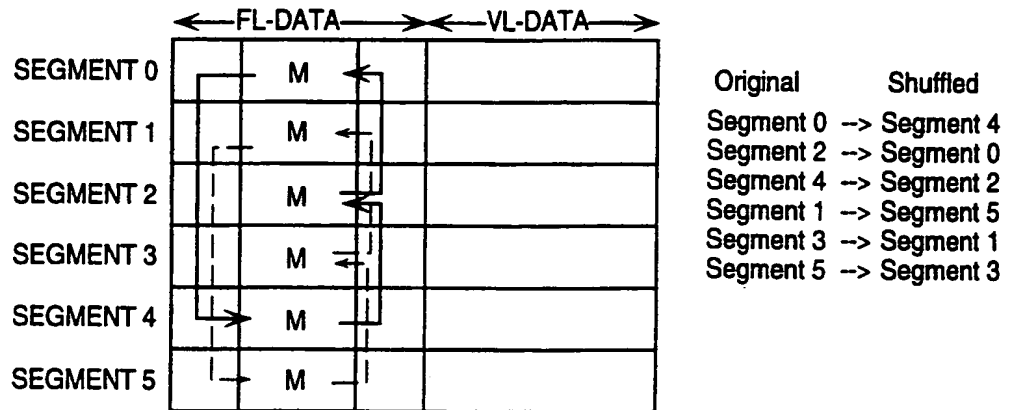 FL-DATA VL-DATA
SEGMENT 0 M
SEGMENT 1 M
SEGMENT 2 M
SEGMENT 3 M
SEGMENT 4 M
SEGMENT 5 M
Original Shuffled
Segment 0 --> Segment 4
Segment 2 --> Segment 0
Segment 4 --> Segment 2
Segment 1 --> Segment 5
Segment 3 --> Segment 1
Segment 5 --> Segment 3